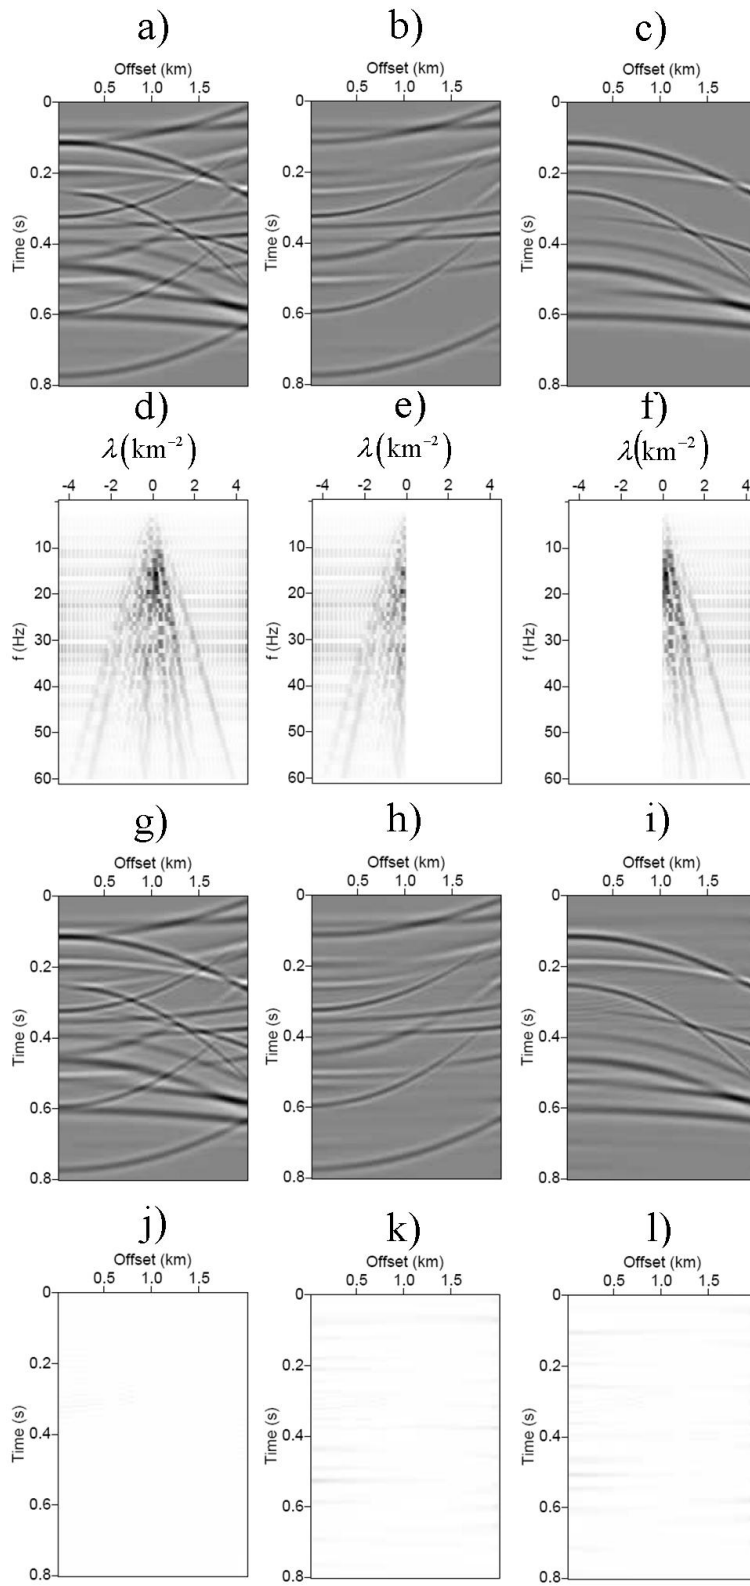 a) b) c)
Offset (km) Offset (km) Offset (km)
0.5 1.0 1.5 0.5 1.0 1.5 0.5 1.0 1.5
0 0 0
0.2 0.2 0.2
Time (s) Time (s) Time (s)
0.4 0.4 0.4
0.6 0.6 0.6
0.8 0.8 0.8
d) e) f)
λ(km⁻²) λ(km⁻²) λ(km⁻²)
-4 -2 0 2 4 -4 -2 0 2 4 -4 -2 0 2 4
10 10 10
20 20 20
f (Hz) f (Hz) f (Hz)
30 30 30
40 40 40
50 50 50
60 60 60
g) h) i)
Offset (km) Offset (km) Offset (km)
0.5 1.0 1.5 0.5 1.0 1.5 0.5 1.0 1.5
0 0 0
0.2 0.2 0.2
Time (s) Time (s) Time (s)
0.4 0.4 0.4
0.6 0.6 0.6
0.8 0.8 0.8
j) k) l)
Offset (km) Offset (km) Offset (km)
0.5 1.0 1.5 0.5 1.0 1.5 0.5 1.0 1.5
0 0 0
0.2 0.2 0.2
Time (s) Time (s) Time (s)
0.4 0.4 0.4
0.6 0.6 0.6
0.8 0.8 0.8